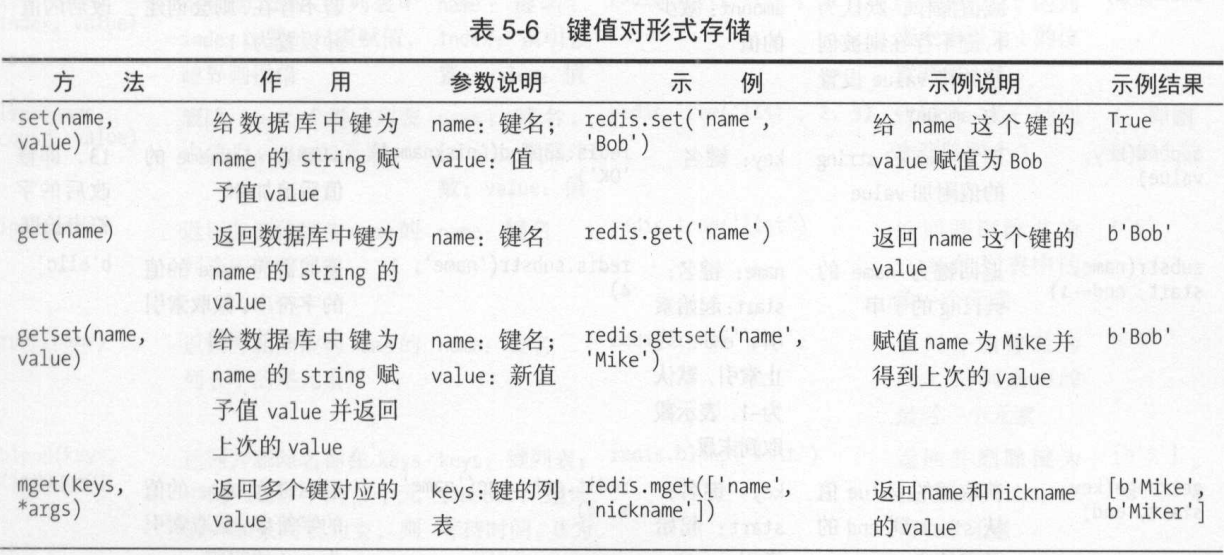 表 5-6 键值对形式存储
方 法 作 用 参数说明 示 例 示例说明 示例结果
set(name, 给数据库中键为 name：键名； redis.set('name', 给 name 这个键的 True
value) name 的 string 赋 value：值 'Bob') value 赋值为 Bob
予值 value
get(name) 返回数据库中键为 name：键名 redis.get('name') 返回 name 这个键的 b'Bob'
name 的 string 的 value
value
getset(name, 给数据库中键为 name：键名； redis.getset('name', 赋值 name 为 Mike 并 b'Bob'
value) name 的 string 赋 value：新值 'Mike') 得到上次的 value
予值 value 并返回
上次的 value
mget(keys, 返回多个键对应的 keys：键的列 redis.mget(['name', 返回 name 和 nickname [b'Mike',
*args) value 表 'nickname']) 的 value b'Miker']